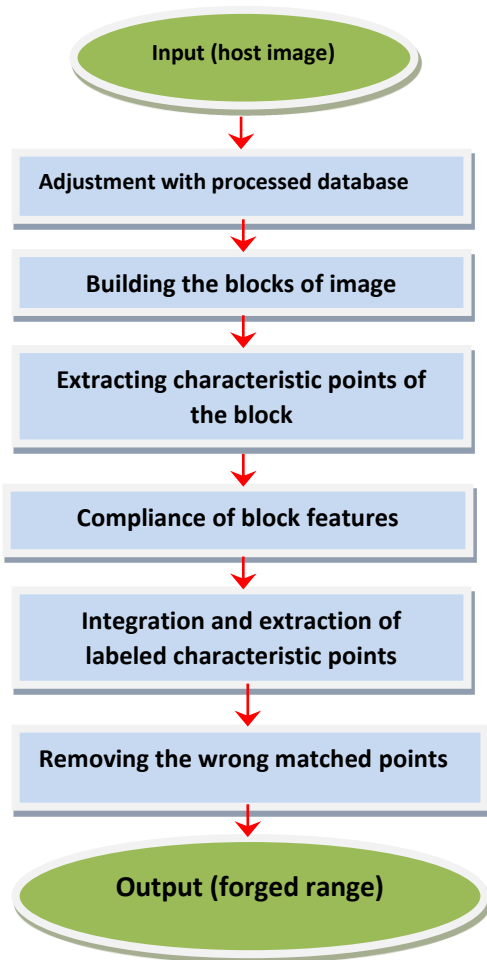 Input (host image)
Adjustment with processed database
Building the blocks of image
Extracting characteristic points of
the block
Compliance of block features
Integration and extraction of
labeled characteristic points
Removing the wrong matched points
Output (forged range)